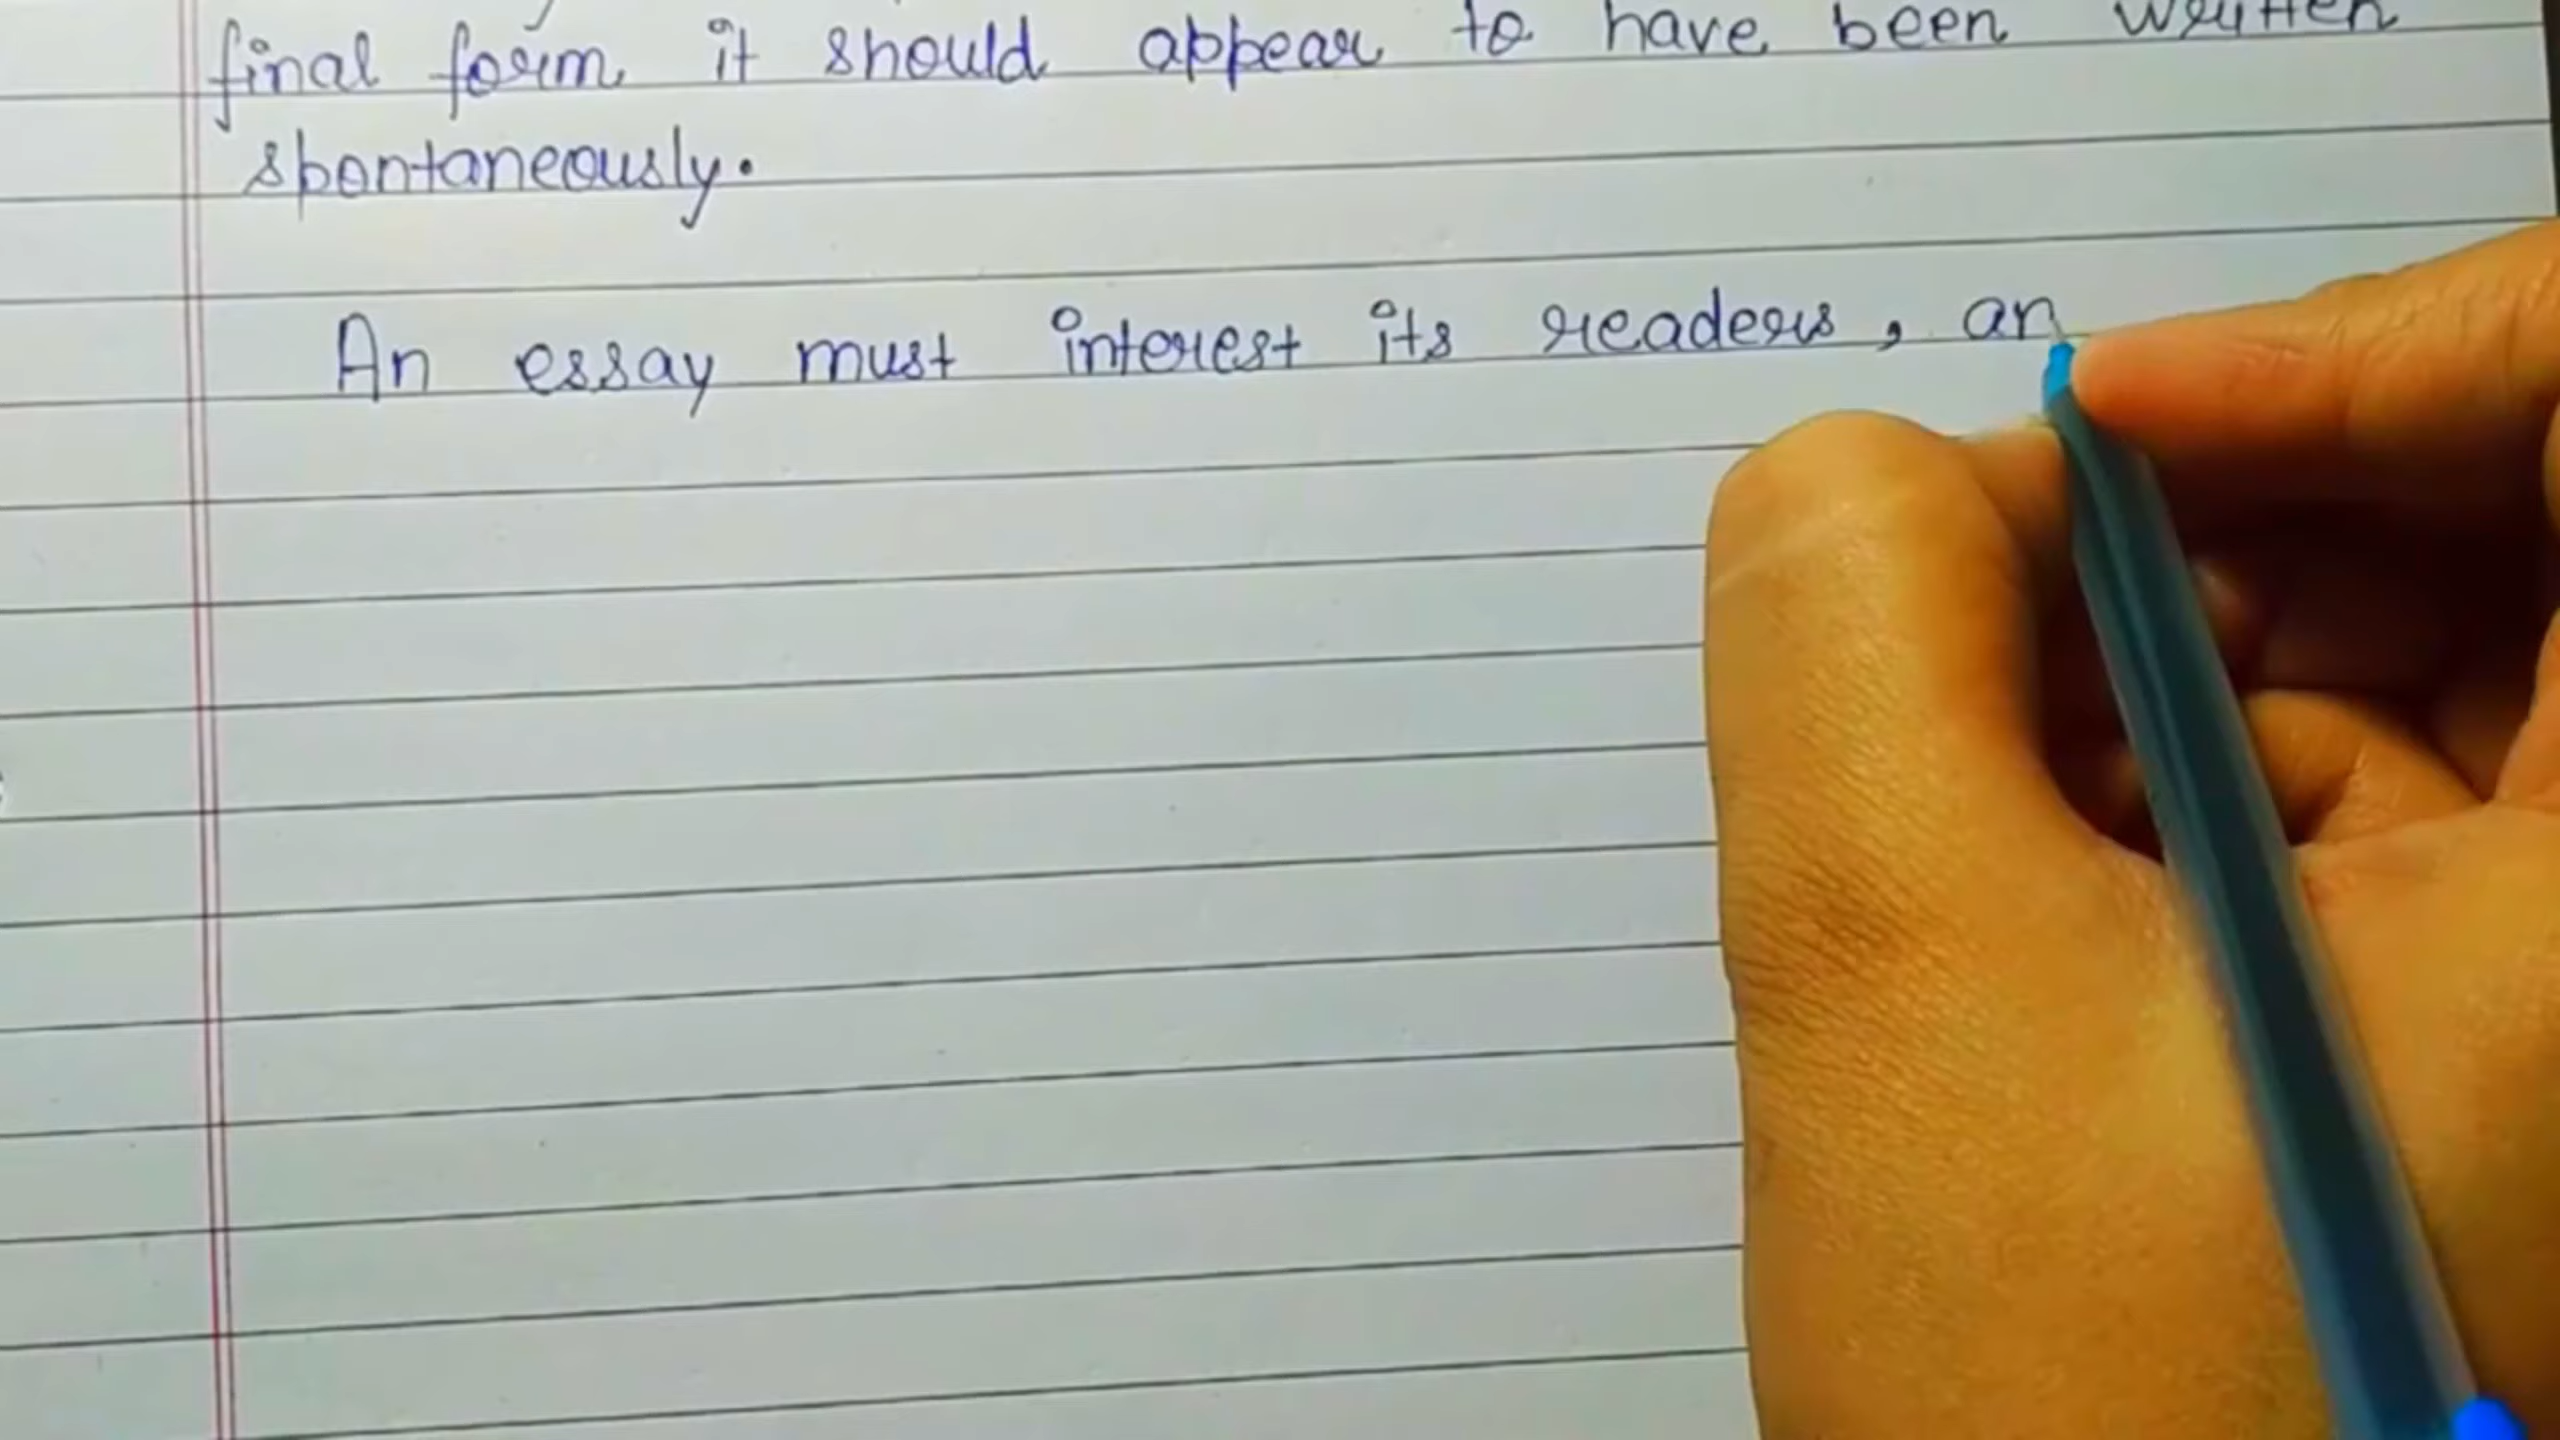 final form it should appear to have been written
spontaneously.
An essay must interest its readers, an